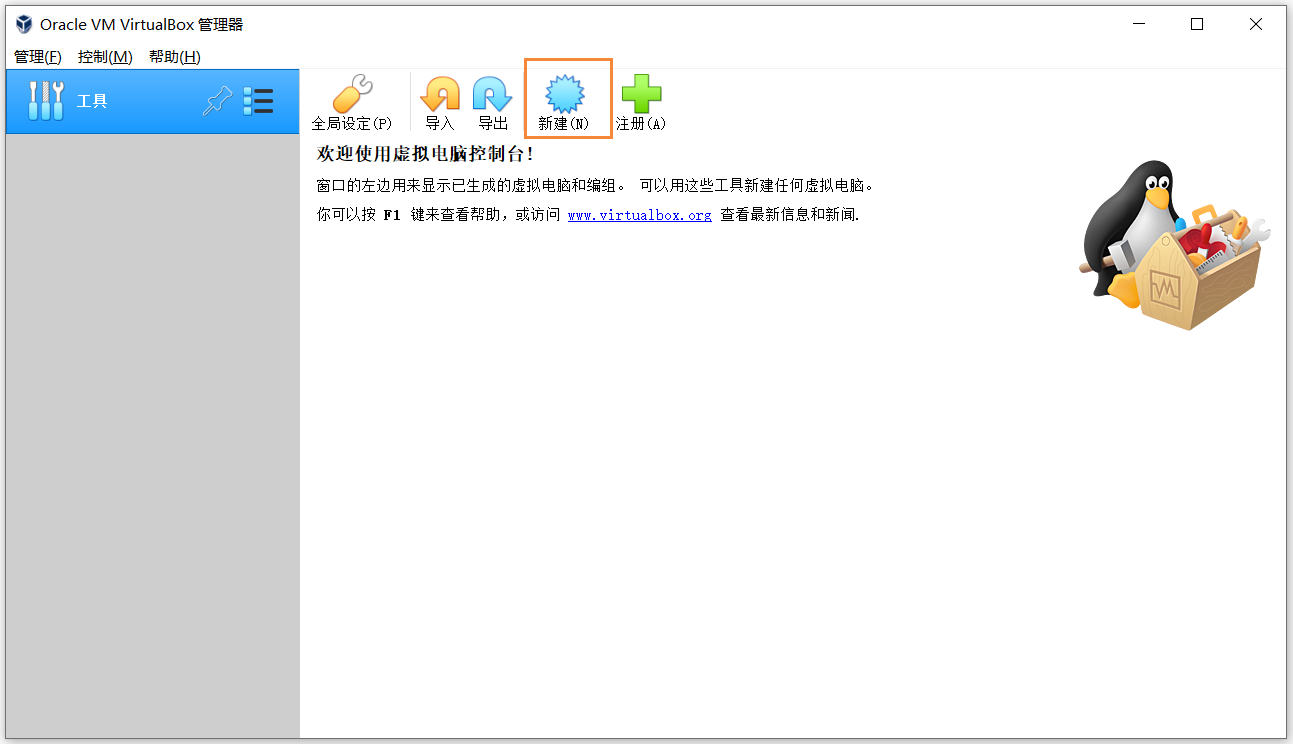 Oracle VM VirtualBox 管理器
管理(F) 控制(M) 帮助(H)
工具
全局设定(P) 导入 导出 新建(N) 注册(A)
欢迎使用虚拟电脑控制台!
窗口的左边用来显示已生成的虚拟电脑和编组。 可以用这些工具新建任何虚拟电脑。
你可以按 F1 键来查看帮助，或访问 www.virtualbox.org 查看最新信息和新闻.